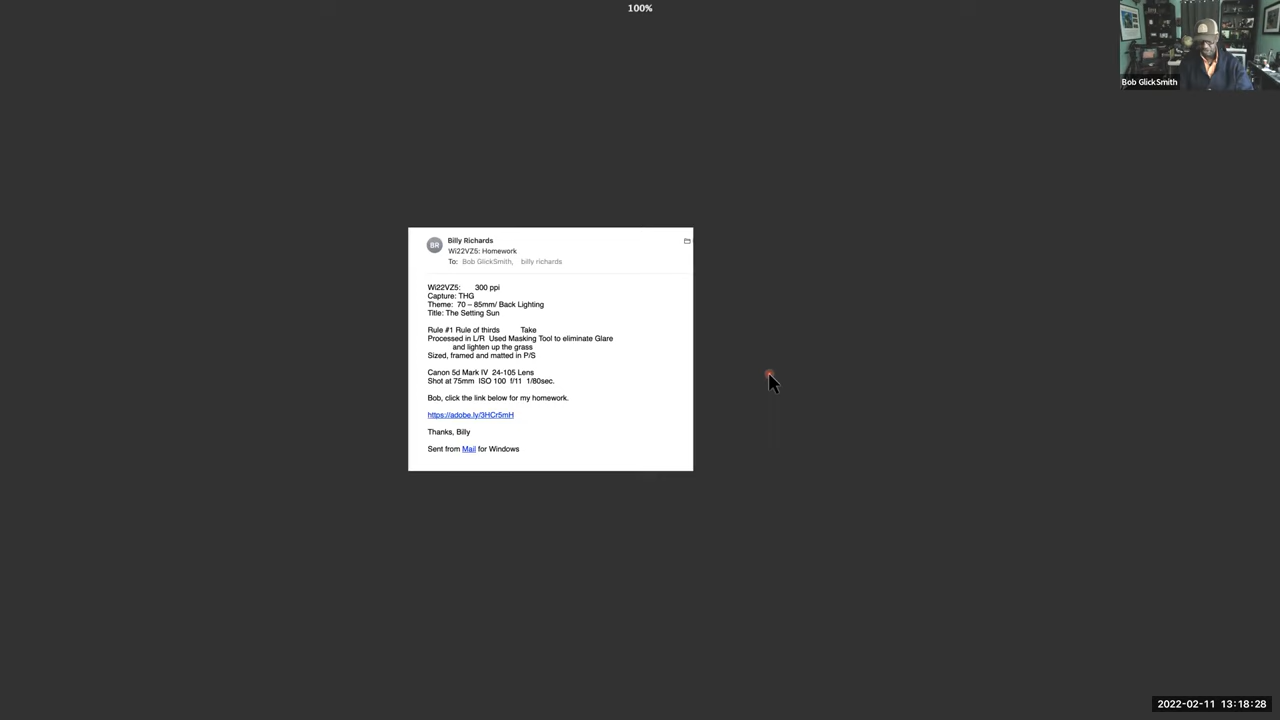 100%
Bob GlickSmith
BR
Billy Richards
Wi22VZ5: Homework
To: Bob GlickSmith, billy richards
Wi22VZ5: 300 ppi
Capture: THG
Theme: 70 – 85mm/ Back Lighting
Title: The Setting Sun
Rule #1 Rule of thirds Take
Processed in L/R Used Masking Tool to eliminate Glare
and lighten up the grass
Sized, framed and matted in P/S
Canon 5d Mark IV 24-105 Lens
Shot at 75mm ISO 100 f/11 1/80sec.
Bob, click the link below for my homework.
https://adobe.ly/3HCr5mH
Thanks, Billy
Sent from Mail for Windows
2022-02-11 13:18:28